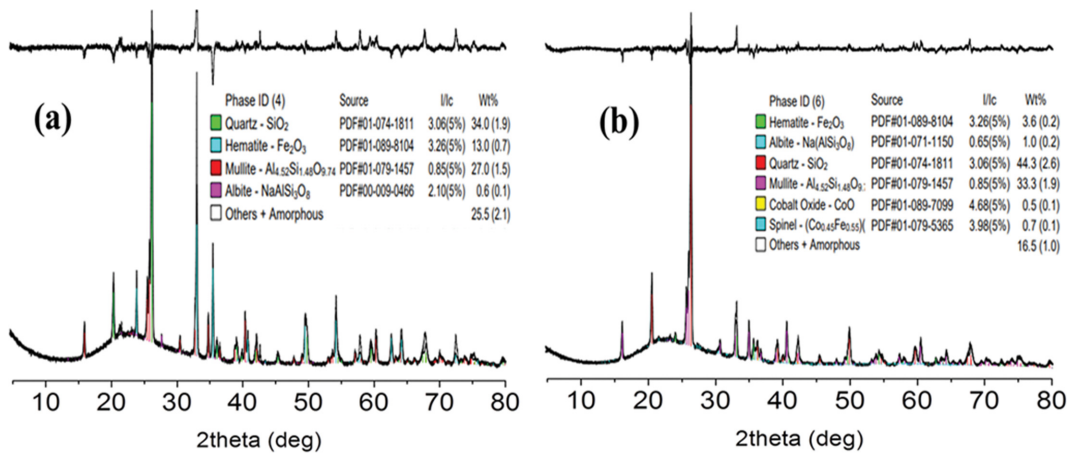 (a)
Phase ID (4) Source I/Ic Wt%
Quartz - SiO₂ PDF#01-074-1811 3.06(5%) 34.0 (1.9)
Hematite - Fe₂O₃ PDF#01-089-8104 3.26(5%) 13.0 (0.7)
Mullite - Al₄.₅₂Si₁.₄₈O₉.₇₄ PDF#01-079-1457 0.85(5%) 27.0 (1.5)
Albite - NaAlSi₃O₈ PDF#00-009-0466 2.10(5%) 0.6 (0.1)
Others + Amorphous 25.5 (2.1)
10 20 30 40 50 60 70 80
2theta (deg)
(b)
Phase ID (6) Source I/Ic Wt%
Hematite - Fe₂O₃ PDF#01-089-8104 3.26(5%) 3.6 (0.2)
Albite - Na(AlSi₃O₈) PDF#01-071-1150 0.65(5%) 1.0 (0.2)
Quartz - SiO₂ PDF#01-074-1811 3.06(5%) 44.3 (2.6)
Mullite - Al₄.₅₂Si₁.₄₈O₉.: PDF#01-079-1457 0.85(5%) 33.3 (1.9)
Cobalt Oxide - CoO PDF#01-089-7099 4.68(5%) 0.5 (0.1)
Spinel - (Co₀.₄₅Fe₀.₅₅)( PDF#01-079-5365 3.98(5%) 0.7 (0.1)
Others + Amorphous 16.5 (1.0)
10 20 30 40 50 60 70 80
2theta (deg)